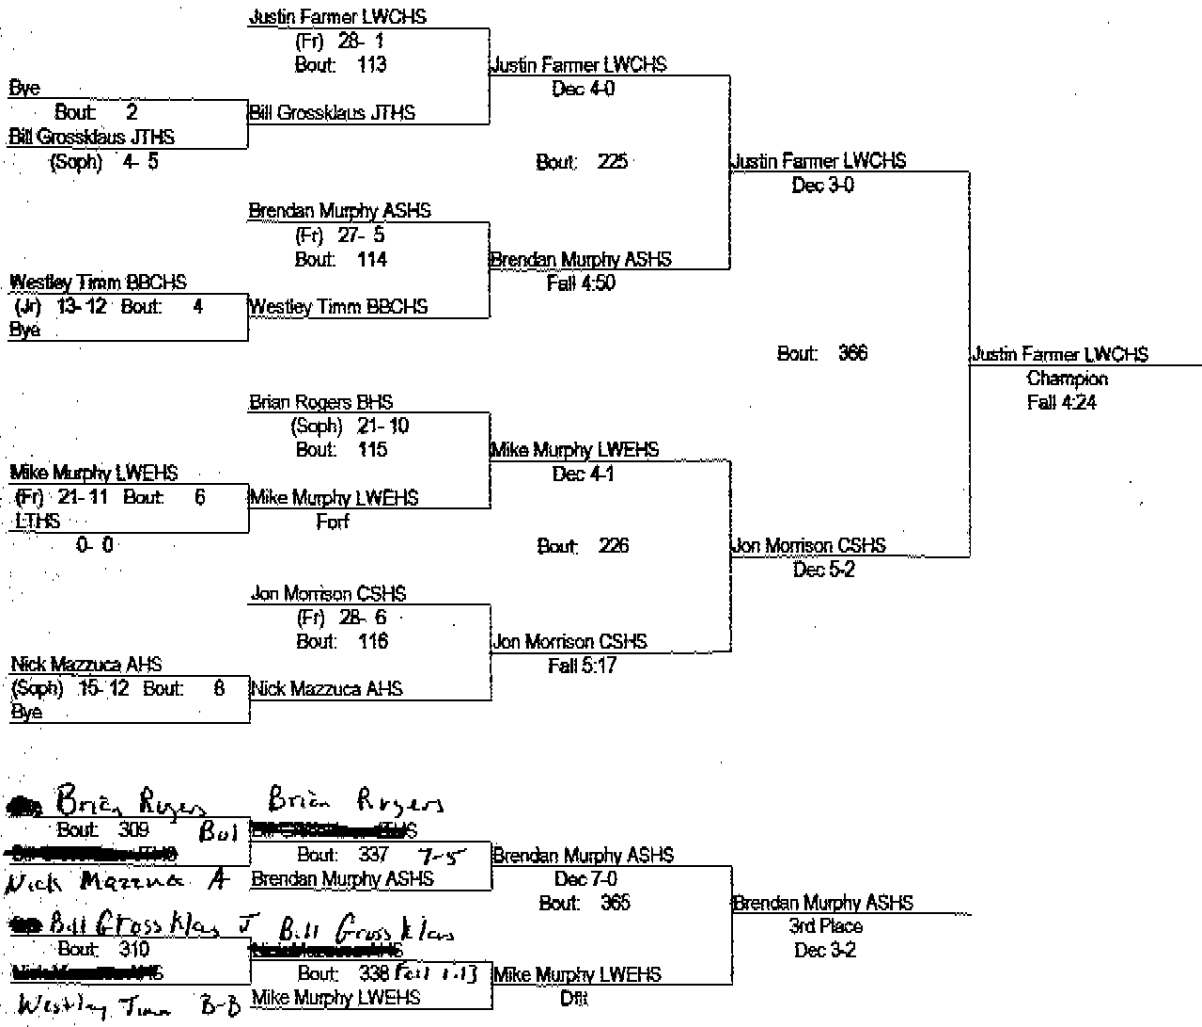 Justin Farmer LWCHS
(Fr) 28- 1
Bout: 113
Justin Farmer LWCHS
Dec 4-0
Bye
Bout: 2
Bill Grossklaus JTHS
Bill Grossklaus JTHS
(Soph) 4- 5
Bout: 225
Justin Farmer LWCHS
Dec 3-0
Brendan Murphy ASHS
(Fr) 27- 5
Bout: 114
Brendan Murphy ASHS
Fall 4:50
Westley Timm BBCHS
(Jr) 13-12 Bout: 4
Westley Timm BBCHS
Bye
Bout: 366
Justin Farmer LWCHS
Champion
Fall 4:24
Brian Rogers BHS
(Soph) 21- 10
Bout: 115
Mike Murphy LWEHS
Dec 4-1
Mike Murphy LWEHS
(Fr) 21-11 Bout: 6
Mike Murphy LWEHS
Forf
LTHS
0- 0
Bout: 226
Jon Morrison CSHS
Dec 5-2
Jon Morrison CSHS
(Fr) 28- 6
Bout: 116
Jon Morrison CSHS
Fall 5:17
Nick Mazzuca AHS
(Soph) 15-12 Bout: 8
Nick Mazzuca AHS
Bye
Brian Rogers
Brian Rogers
Bout: 309
Bout: 337 7-5
Brendan Murphy ASHS
Dec 7-0
Nick Mazzuca A
Brendan Murphy ASHS
Bout: 365
Brendan Murphy ASHS
3rd Place
Dec 3-2
Bill Grossklas J
Bill Grossklas
Bout: 310
Bout: 338 Fall 1:13
Mike Murphy LWEHS
Dflt
Westley Timm B-B
Mike Murphy LWEHS